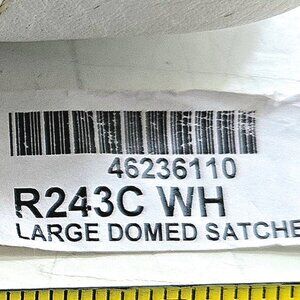 46236110
R243C WH
LARGE DOMED SATCHE